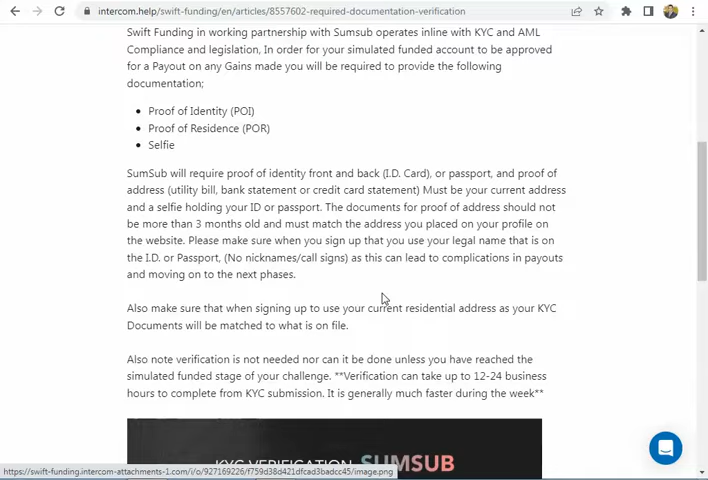 intercom.help/swift-funding/en/articles/8557602-required-documentation-verification
Swift Funding in working partnership with Sumsub operates inline with KYC and AML
Compliance and legislation, In order for your simulated funded account to be approved
for a Payout on any Gains made you will be required to provide the following
documentation;
• Proof of Identity (POI)
• Proof of Residence (POR)
• Selfie
SumSub will require proof of identity front and back (I.D. Card), or passport, and proof of
address (utility bill, bank statement or credit card statement) Must be your current address
and a selfie holding your ID or passport. The documents for proof of address should not
be more than 3 months old and must match the address you placed on your profile on
the website. Please make sure when you sign up that you use your legal name that is on
the I.D. or Passport, (No nicknames/call signs) as this can lead to complications in payouts
and moving on to the next phases.
Also make sure that when signing up to use your current residential address as your KYC
Documents will be matched to what is on file.
Also note verification is not needed nor can it be done unless you have reached the
simulated funded stage of your challenge. **Verification can take up to 12-24 business
hours to complete from KYC submission. It is generally much faster during the week**
KYC VERIFICATION SUMSUB
https://swift-funding.intercom-attachments-1.com/i/o/927169226/f759d38d421dfcad3badcc45/image.png